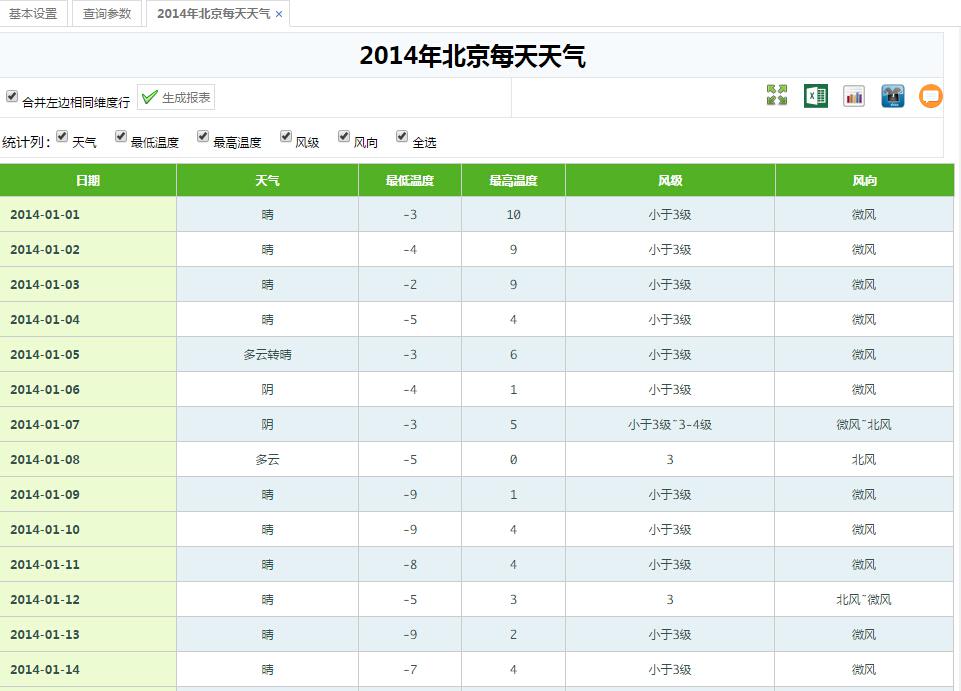 基本设置 查询参数 2014年北京每天天气 ×
2014年北京每天天气
合并左边相同维度行 生成报表
统计列: 天气 最低温度 最高温度 风级 风向 全选
日期 天气 最低温度 最高温度 风级 风向
2014-01-01 晴 -3 10 小于3级 微风
2014-01-02 晴 -4 9 小于3级 微风
2014-01-03 晴 -2 9 小于3级 微风
2014-01-04 晴 -5 4 小于3级 微风
2014-01-05 多云转晴 -3 6 小于3级 微风
2014-01-06 阴 -4 1 小于3级 微风
2014-01-07 阴 -3 5 小于3级~3-4级 微风~北风
2014-01-08 多云 -5 0 3 北风
2014-01-09 晴 -9 1 小于3级 微风
2014-01-10 晴 -9 4 小于3级 微风
2014-01-11 晴 -8 4 小于3级 微风
2014-01-12 晴 -5 3 3 北风~微风
2014-01-13 晴 -9 2 小于3级 微风
2014-01-14 晴 -7 4 小于3级 微风